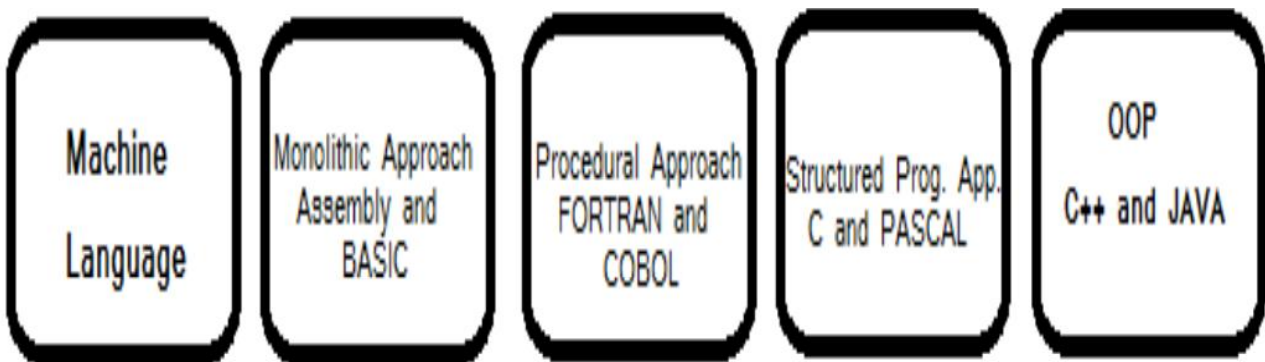 Machine
Language
Monolithic Approach
Assembly and
BASIC
Procedural Approach
FORTRAN and
COBOL
Structured Prog. App.
C and PASCAL
OOP
C++ and JAVA